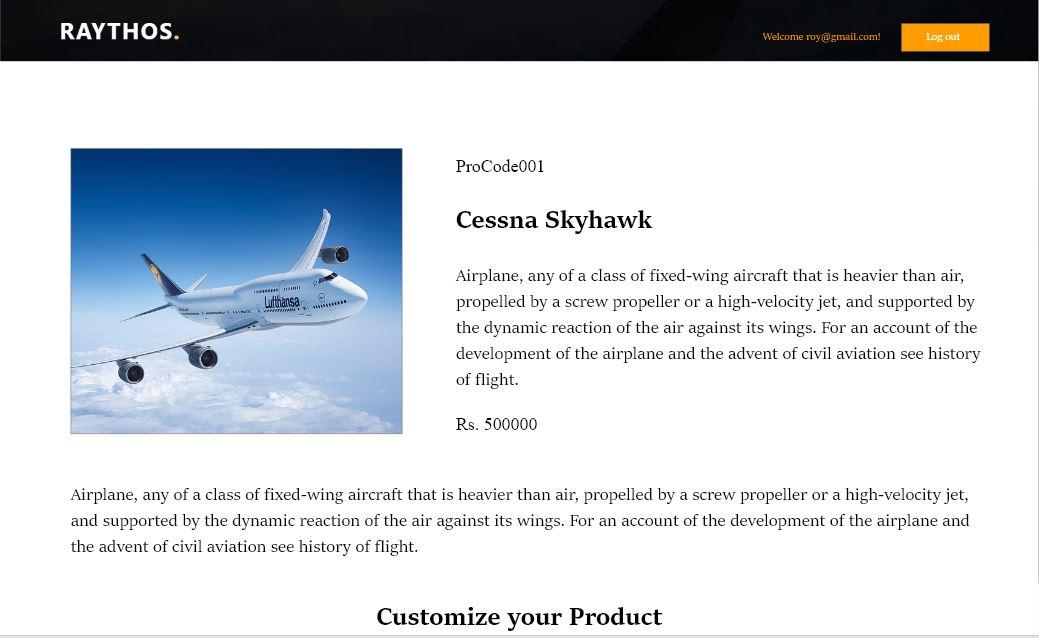 RAYTHOS.
Welcome roy@gmail.com!
Log out
ProCode001
Cessna Skyhawk
Airplane, any of a class of fixed-wing aircraft that is heavier than air,
propelled by a screw propeller or a high-velocity jet, and supported by
the dynamic reaction of the air against its wings. For an account of the
development of the airplane and the advent of civil aviation see history
of flight.
Rs. 500000
Lufthansa
Airplane, any of a class of fixed-wing aircraft that is heavier than air, propelled by a screw propeller or a high-velocity jet,
and supported by the dynamic reaction of the air against its wings. For an account of the development of the airplane and
the advent of civil aviation see history of flight.
Customize your Product